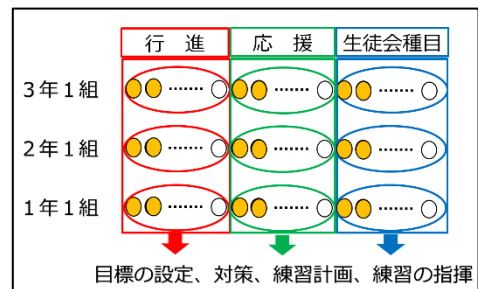 行 進 応 援 生徒会種目
3年1組 ……… ……… ………
2年1組 ……… ……… ………
1年1組 ……… ……… ………
目標の設定、対策、練習計画、練習の指揮